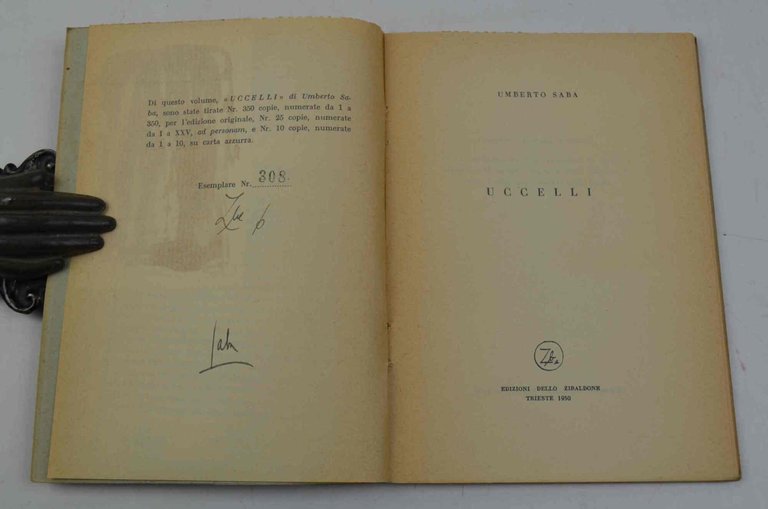 Di questo volume, «UCCELLI» di Umberto Sa-
ba, sono state tirate Nr. 350 copie, numerate da 1 a
350, per l'edizione originale, Nr. 25 copie, numerate
da I a XXV, ad personam, e Nr. 10 copie, numerate
da 1 a 10, su carta azzurra.
Esemplare Nr. 308
Saba
UMBERTO SABA
UCCELLI
EDIZIONI DELLO ZIBALDONE
TRIESTE 1950